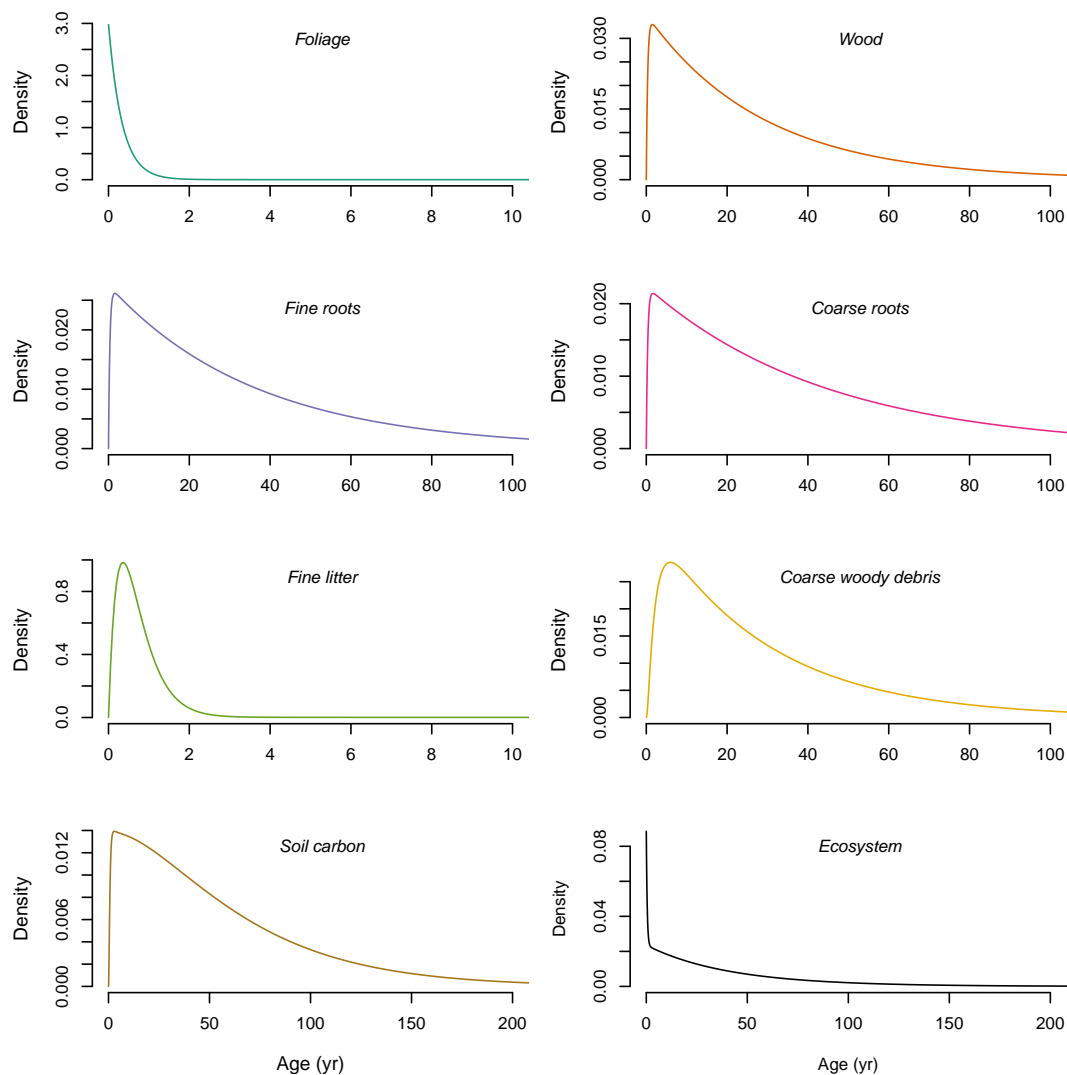 Foliage
Density
0.0 1.0 2.0 3.0
0 2 4 6 8 10
Wood
Density
0.000 0.015 0.030
0 20 40 60 80 100
Fine roots
Density
0.000 0.010 0.020
0 20 40 60 80 100
Coarse roots
Density
0.000 0.010 0.020
0 20 40 60 80 100
Fine litter
Density
0.0 0.4 0.8
0 2 4 6 8 10
Coarse woody debris
Density
0.000 0.015
0 20 40 60 80 100
Soil carbon
Density
0.000 0.006 0.012
0 50 100 150 200
Age (yr)
Ecosystem
Density
0.00 0.04 0.08
0 50 100 150 200
Age (yr)